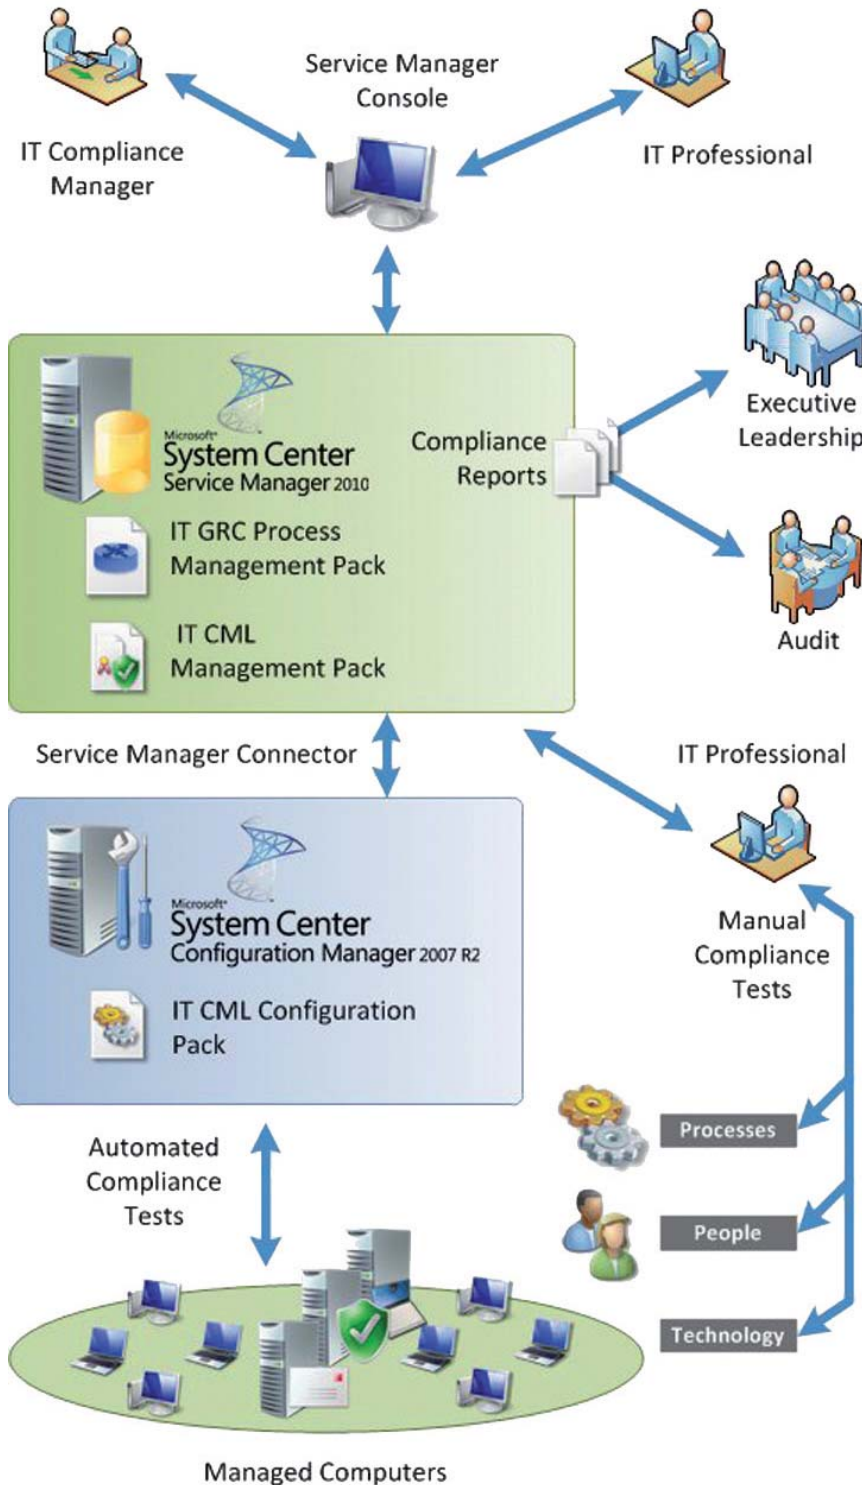 Service Manager
Console
IT Compliance
Manager
IT Professional
Executive
Leadership
Microsoft®
System Center
Service Manager 2010
Compliance
Reports
IT GRC Process
Management Pack
IT CML
Management Pack
Audit
Service Manager Connector
IT Professional
Microsoft®
System Center
Configuration Manager 2007 R2
IT CML Configuration
Pack
Manual
Compliance
Tests
Automated
Compliance
Tests
Processes
People
Technology
Managed Computers